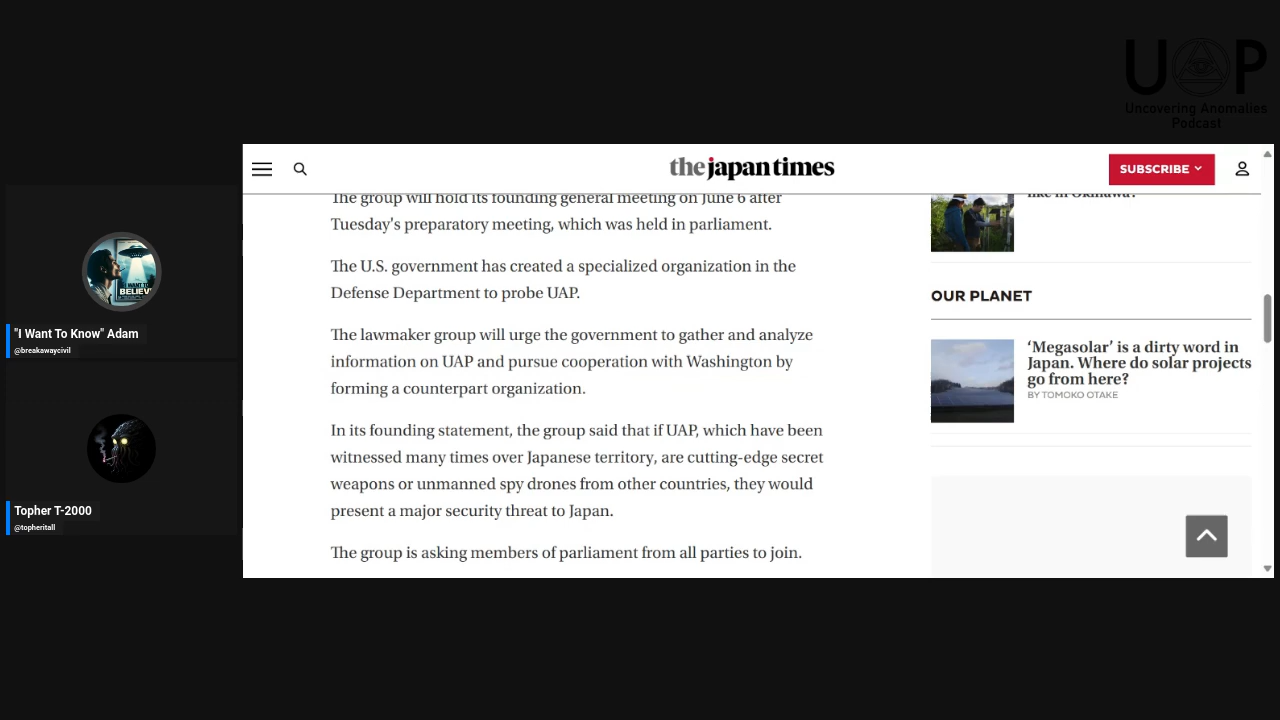 UAP
Uncovering Anomalies
Podcast
the japan times
SUBSCRIBE
The group will hold its founding general meeting on June 6 after
Tuesday's preparatory meeting, which was held in parliament.
The U.S. government has created a specialized organization in the
Defense Department to probe UAP.
The lawmaker group will urge the government to gather and analyze
information on UAP and pursue cooperation with Washington by
forming a counterpart organization.
In its founding statement, the group said that if UAP, which have been
witnessed many times over Japanese territory, are cutting-edge secret
weapons or unmanned spy drones from other countries, they would
present a major security threat to Japan.
The group is asking members of parliament from all parties to join.
like in Okinawa?
OUR PLANET
‘Megasolar’ is a dirty word in
Japan. Where do solar projects
go from here?
BY TOMOKO OTAKE
"I Want To Know" Adam
@breakawaycivil
Topher T-2000
@topheritall